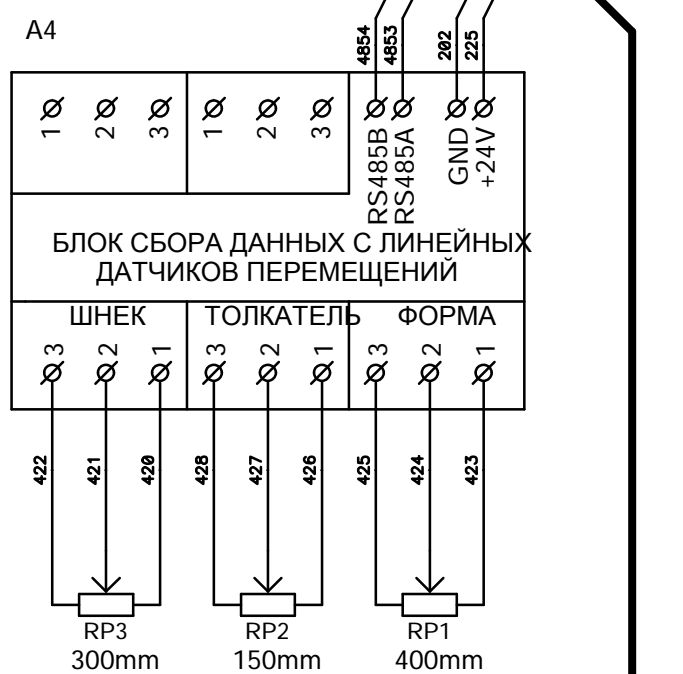 A4
4854 4853 202 225
1 2 3 1 2 3 RS485B RS485A GND +24V
БЛОК СБОРА ДАННЫХ С ЛИНЕЙНЫХ
ДАТЧИКОВ ПЕРЕМЕЩЕНИЙ
ШНЕК ТОЛКАТЕЛЬ ФОРМА
3 2 1 3 2 1 3 2 1
422 421 420 428 427 426 425 424 423
RP3 RP2 RP1
300mm 150mm 400mm